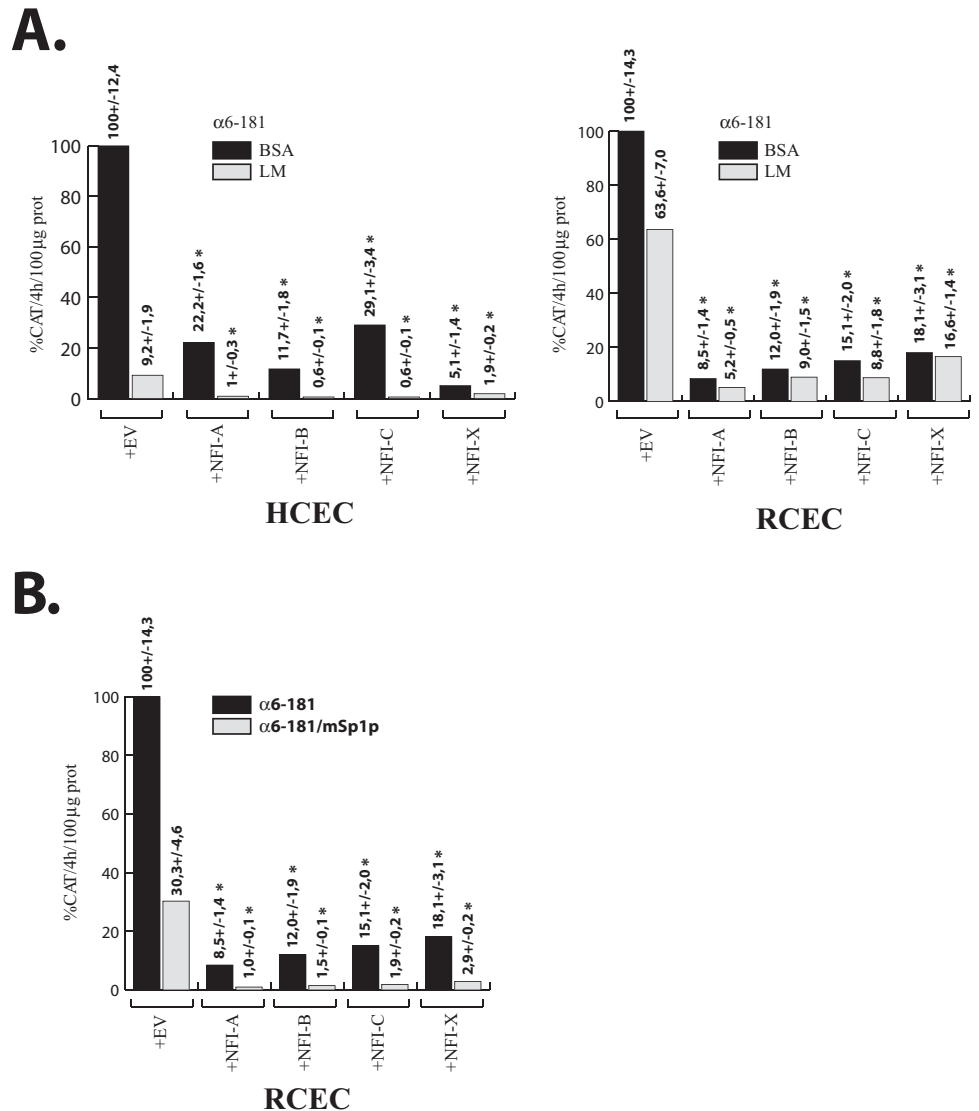 A.
α6-181
BSA
LM
%CAT/4h/100µg prot
100
80
60
40
20
0
100+/-12,4
9,2+/-1,9
22,2+/-1,6 *
1+/-0,3 *
11,7+/-1,8 *
0,6+/-0,1 *
29,1+/-3,4 *
0,6+/-0,1 *
5,1+/-1,4 *
1,9+/-0,2 *
+EV
+NFI-A
+NFI-B
+NFI-C
+NFI-X
HCEC
α6-181
BSA
LM
%CAT/4h/100µg prot
100
80
60
40
20
0
100+/-14,3
63,6+/-7,0
8,5+/-1,4 *
5,2+/-0,5 *
12,0+/-1,9 *
9,0+/-1,5 *
15,1+/-2,0 *
8,8+/-1,8 *
18,1+/-3,1 *
16,6+/-1,4 *
+EV
+NFI-A
+NFI-B
+NFI-C
+NFI-X
RCEC
B.
α6-181
α6-181/mSp1p
%CAT/4h/100µg prot
100
80
60
40
20
0
100+/-14,3
30,3+/-4,6
8,5+/-1,4 *
1,0+/-0,1 *
12,0+/-1,9 *
1,5+/-0,1 *
15,1+/-2,0 *
1,9+/-0,2 *
18,1+/-3,1 *
2,9+/-0,2 *
+EV
+NFI-A
+NFI-B
+NFI-C
+NFI-X
RCEC